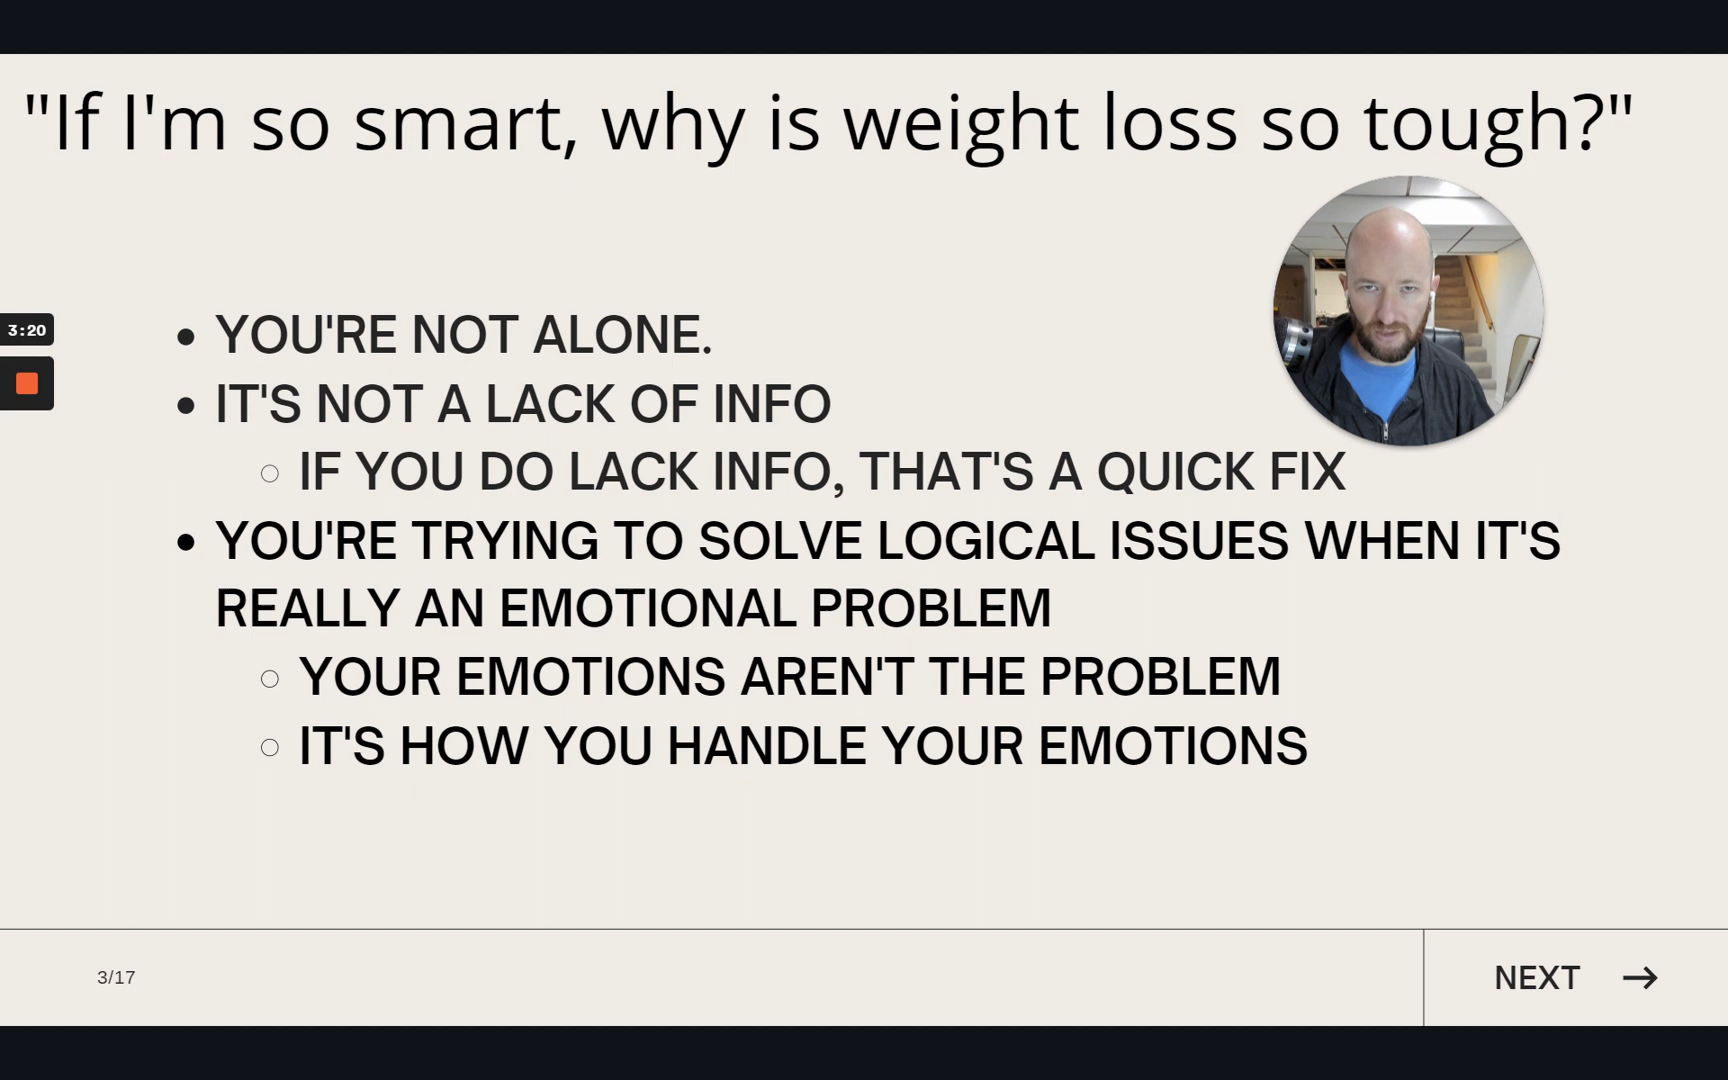 "If I'm so smart, why is weight loss so tough?"
3:20
YOU'RE NOT ALONE.
IT'S NOT A LACK OF INFO
IF YOU DO LACK INFO, THAT'S A QUICK FIX
YOU'RE TRYING TO SOLVE LOGICAL ISSUES WHEN IT'S
REALLY AN EMOTIONAL PROBLEM
YOUR EMOTIONS AREN'T THE PROBLEM
IT'S HOW YOU HANDLE YOUR EMOTIONS
3/17
NEXT →